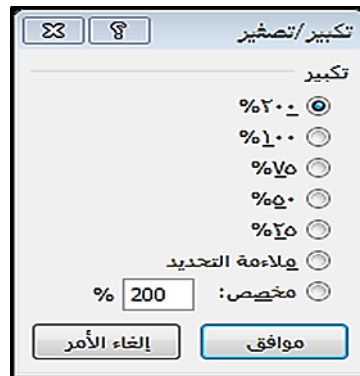 تكبير/تصغير
تكبير
٢٠٠%
١٠٠%
٧٥%
٥٠%
٢٥%
ملاءمة التحديد
مخصص: 200 %
موافق إلغاء الأمر